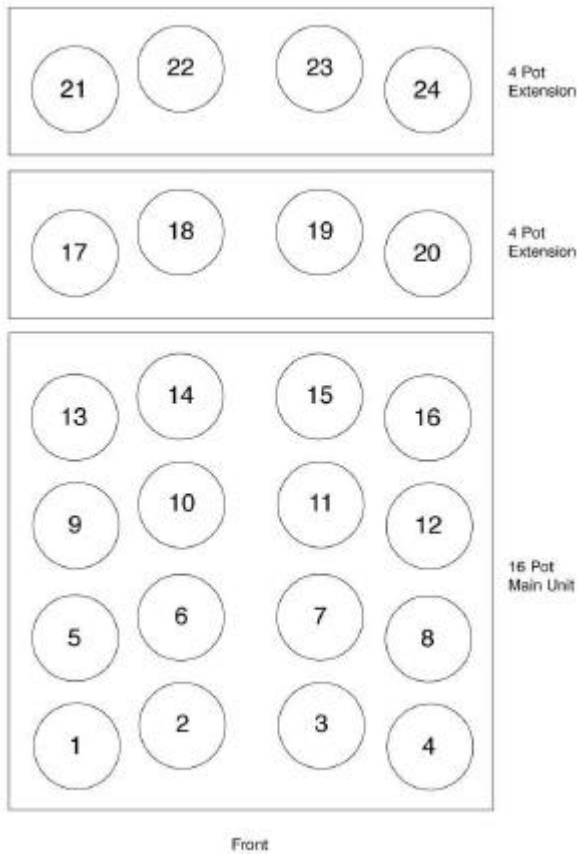 21 22 23 24
4 Pot
Extension
17 18 19 20
4 Pot
Extension
13 14 15 16
9 10 11 12
16 Pot
Main Unit
5 6 7 8
1 2 3 4
Front